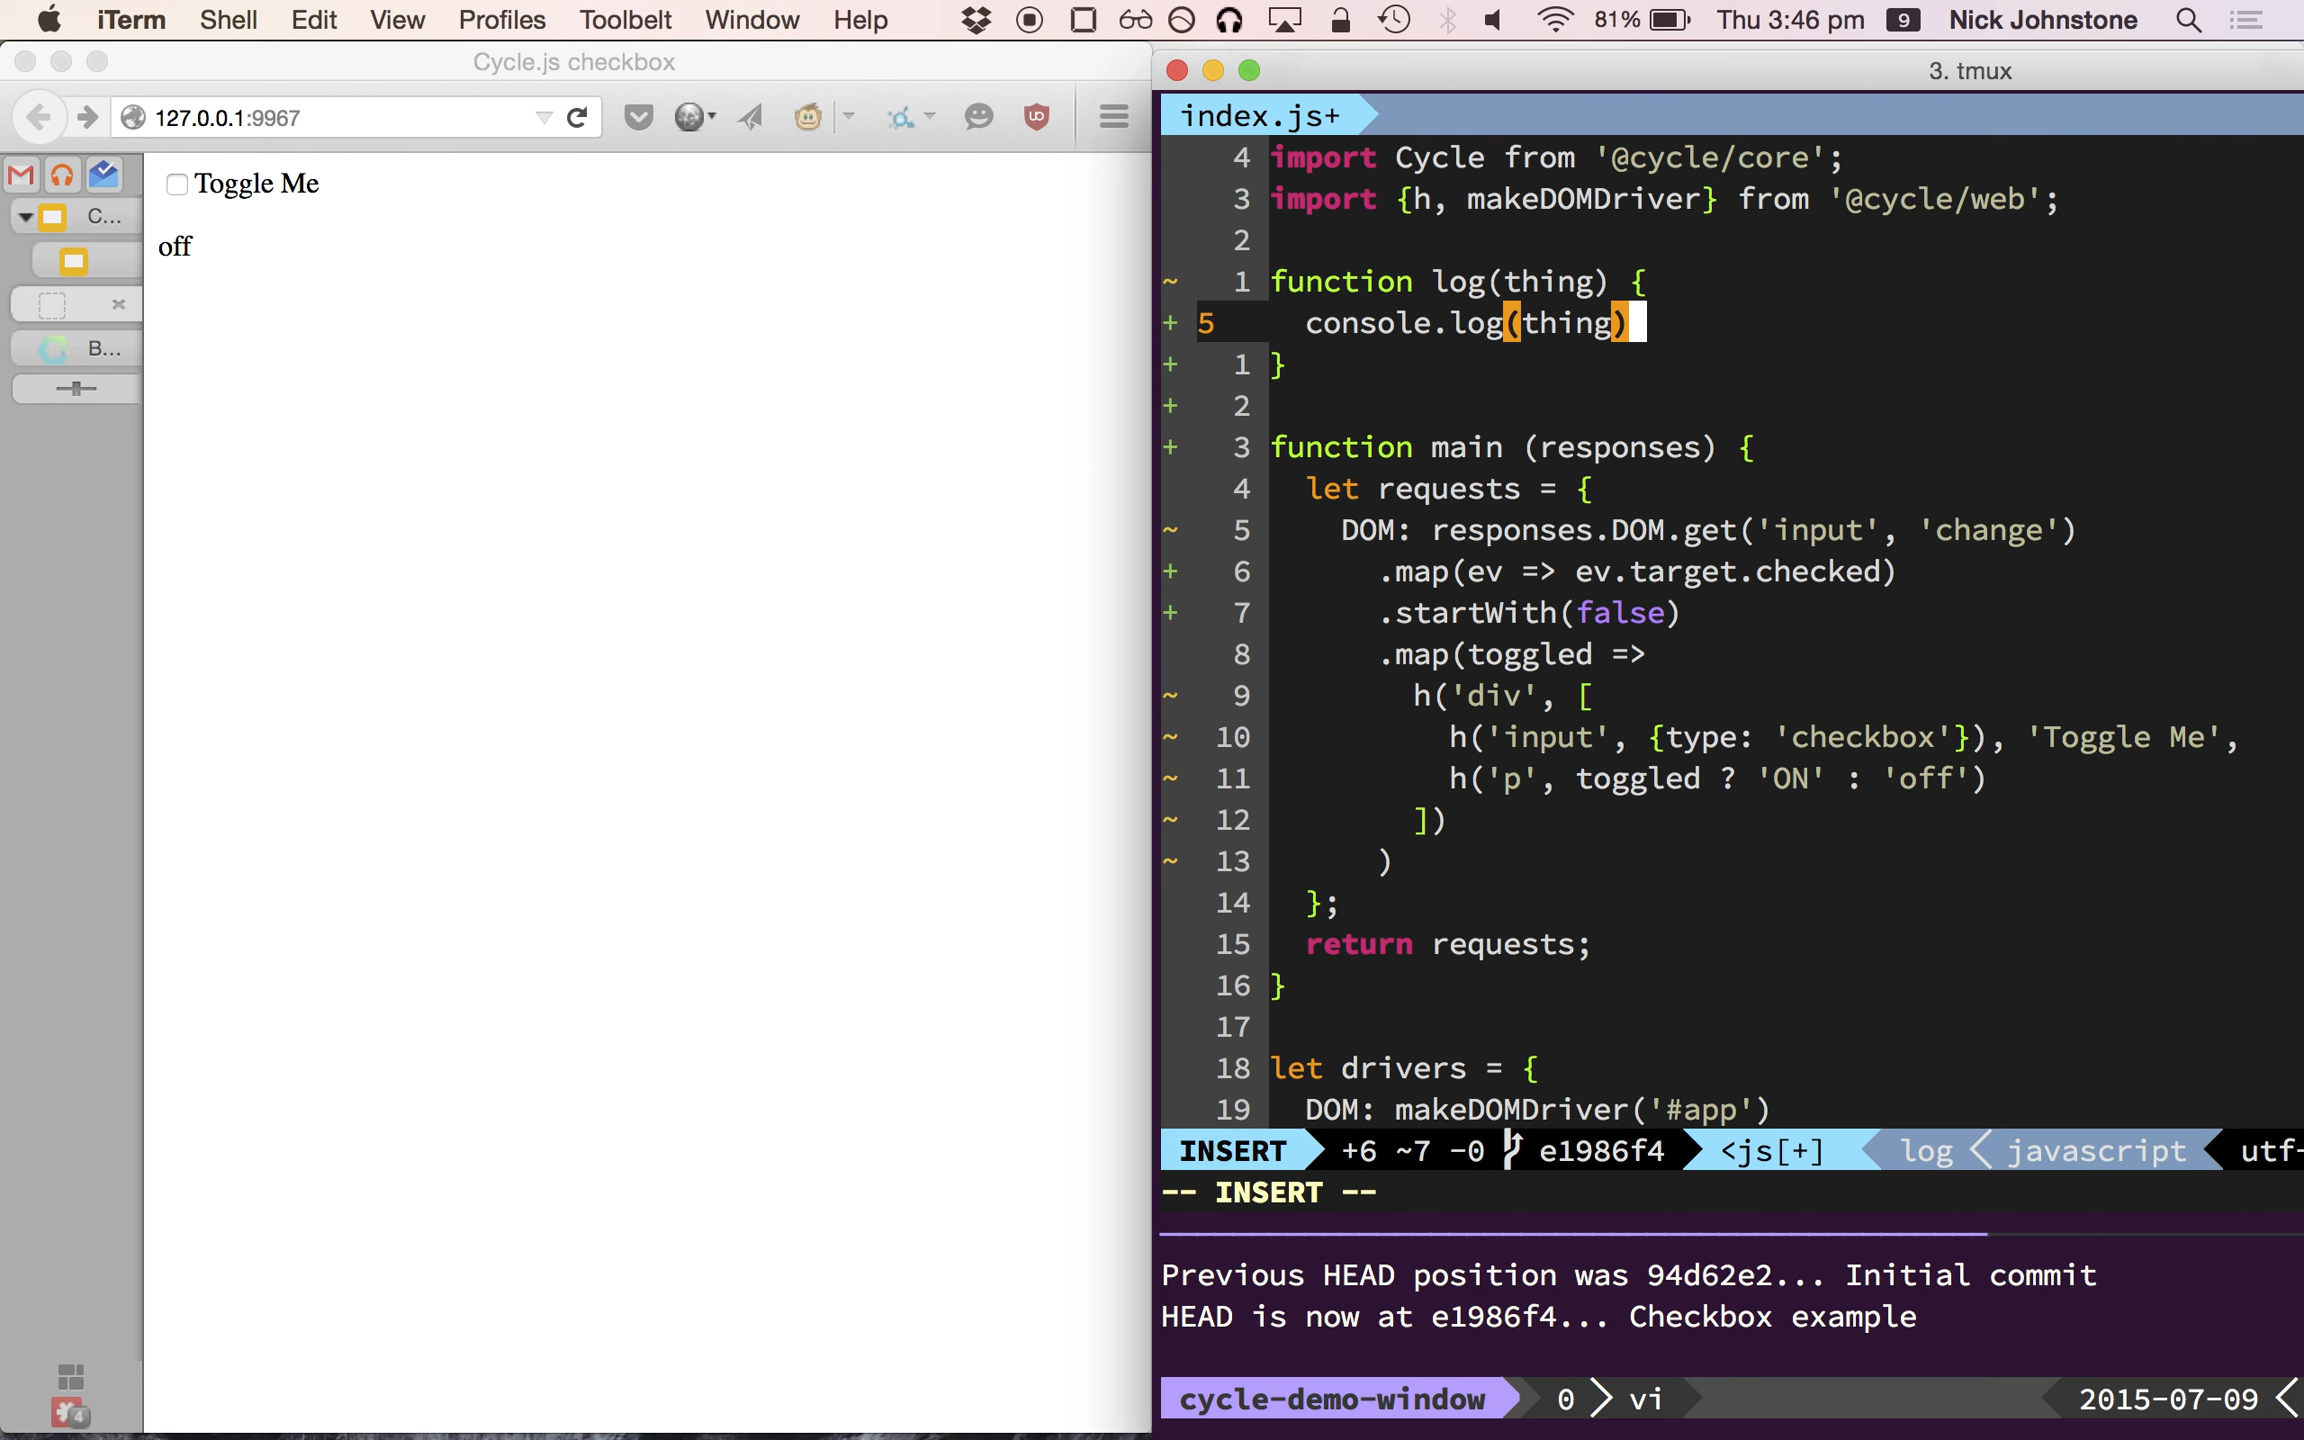 iTerm Shell Edit View Profiles Toolbelt Window Help 81% Thu 3:46 pm 9 Nick Johnstone
Cycle.js checkbox
127.0.0.1:9967
C...
B...
4
Toggle Me
off
3. tmux
index.js+
4 import Cycle from '@cycle/core';
3 import {h, makeDOMDriver} from '@cycle/web';
2
~ 1 function log(thing) {
+ 5 console.log(thing)
+ 1 }
+ 2
+ 3 function main (responses) {
4 let requests = {
~ 5 DOM: responses.DOM.get('input', 'change')
+ 6 .map(ev => ev.target.checked)
+ 7 .startWith(false)
8 .map(toggled =>
~ 9 h('div', [
~ 10 h('input', {type: 'checkbox'}), 'Toggle Me',
~ 11 h('p', toggled ? 'ON' : 'off')
~ 12 ])
~ 13 )
14 };
15 return requests;
16 }
17
18 let drivers = {
19 DOM: makeDOMDriver('#app')
INSERT +6 ~7 -0 e1986f4 <js[+] log < javascript utf-
-- INSERT --
Previous HEAD position was 94d62e2... Initial commit
HEAD is now at e1986f4... Checkbox example
cycle-demo-window 0 > vi 2015-07-09 <